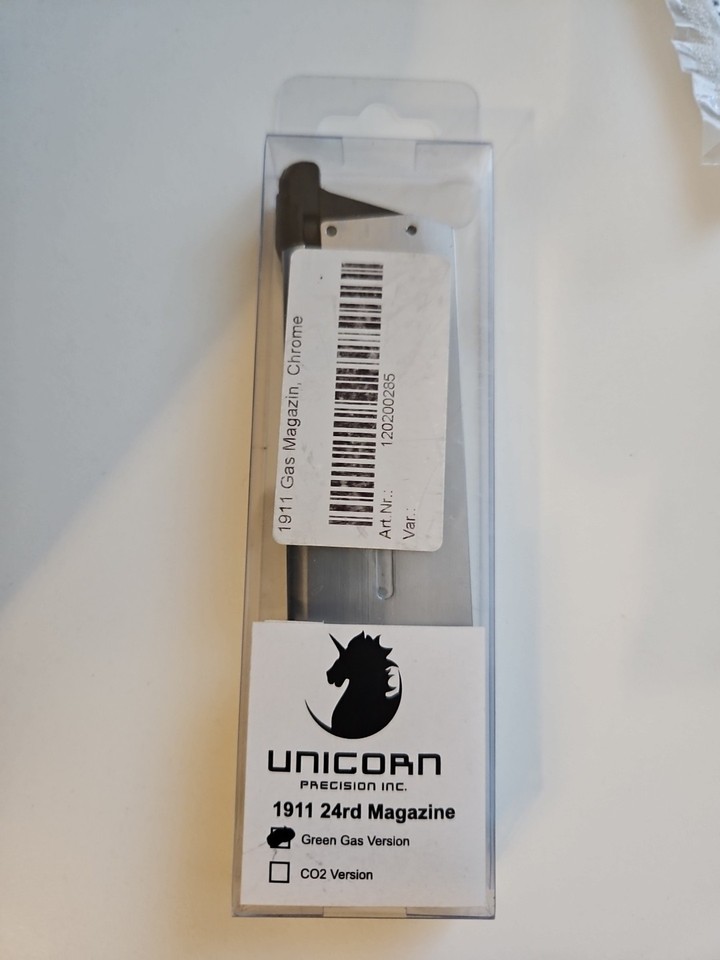 1911 Gas Magazin, Chrome
Art.Nr.: 120200285
Var.:
UNICORN
PRECISION INC.
1911 24rd Magazine
Green Gas Version
CO2 Version